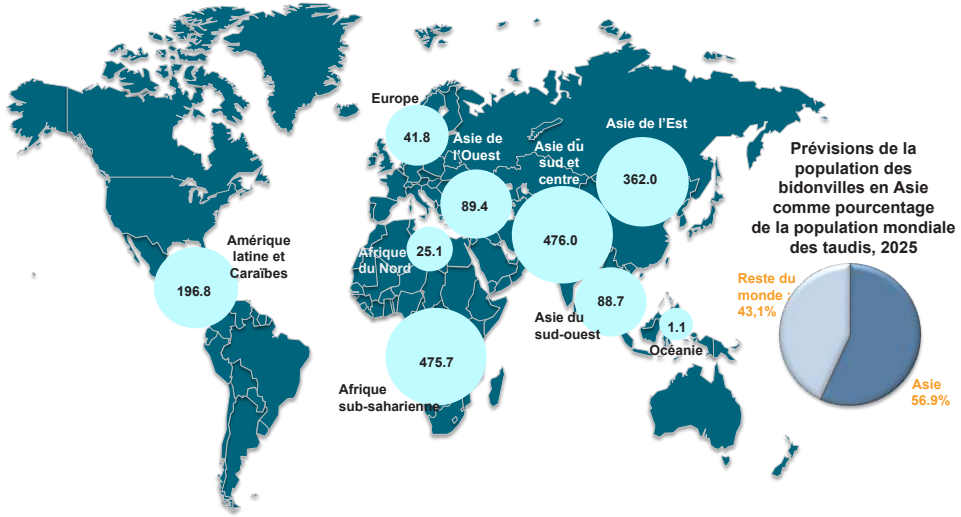 Europe
41.8
Asie de
l’Ouest
89.4
Asie du
sud et
centre
476.0
Asie de l’Est
362.0
Amérique
latine et
Caraïbes
196.8
Afrique
du Nord
25.1
Asie du
sud-ouest
88.7
1.1
Océanie
475.7
Afrique
sub-saharienne
Prévisions de la
population des
bidonvilles en Asie
comme pourcentage
de la population mondiale
des taudis, 2025
Reste du
monde :
43,1%
Asie
56.9%